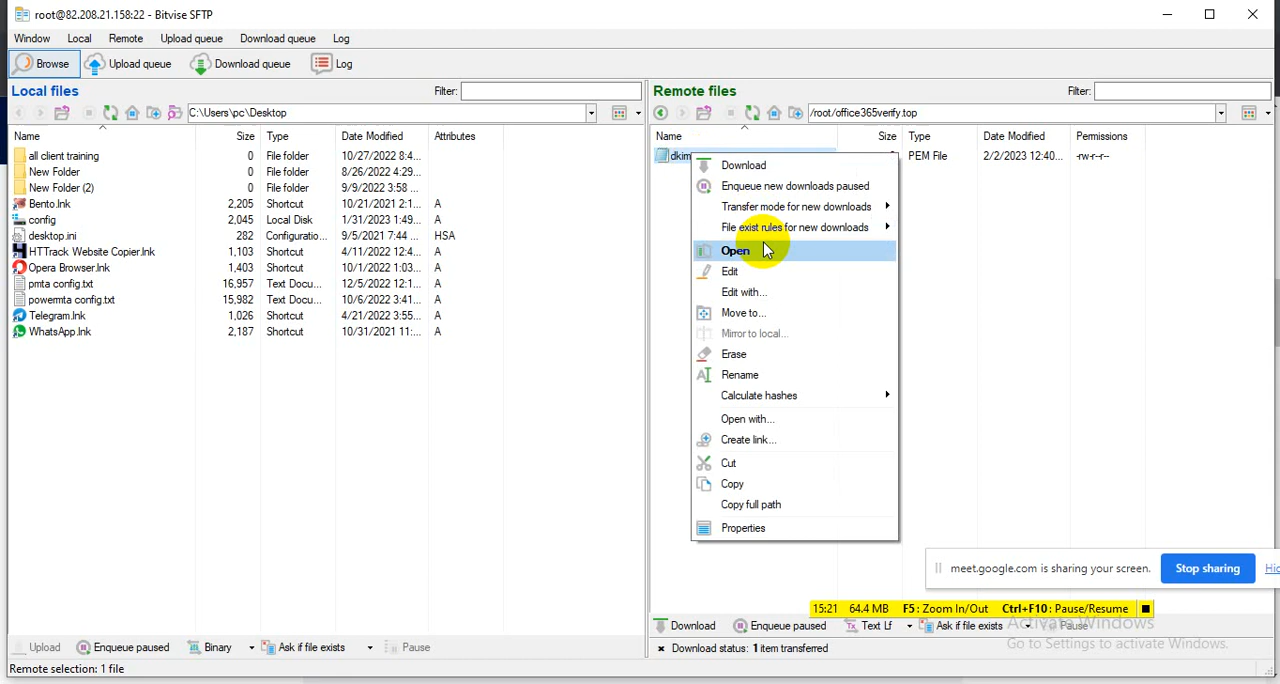 root@82.208.21.158:22 - Bitvise SFTP
Window Local Remote Upload queue Download queue Log
Browse Upload queue Download queue Log
Local files Filter:
C:\Users\pc\Desktop
Name Size Type Date Modified Attributes
all client training 0 File folder 10/27/2022 8:4...
New Folder 0 File folder 8/26/2022 4:29...
New Folder (2) 0 File folder 9/9/2022 3:58 ...
Bento.lnk 2,205 Shortcut 10/21/2021 2:1... A
config 2,045 Local Disk 1/31/2023 1:49... A
desktop.ini 282 Configuratio... 9/5/2021 7:44 ... HSA
HTTrack Website Copier.lnk 1,103 Shortcut 4/11/2022 12:4... A
Opera Browser.lnk 1,403 Shortcut 10/1/2022 1:03... A
pmta config.txt 16,957 Text Docu... 12/5/2022 12:1... A
powermta config.txt 15,982 Text Docu... 10/6/2022 3:41... A
Telegram.lnk 1,026 Shortcut 4/21/2022 3:55... A
WhatsApp.lnk 2,187 Shortcut 10/31/2021 11:... A
Remote files Filter:
/root/office365verify.top
Name Size Type Date Modified Permissions
dkim PEM File 2/2/2023 12:40... -rw-r--r--
Download
Enqueue new downloads paused
Transfer mode for new downloads
File exist rules for new downloads
Open
Edit
Edit with...
Move to...
Mirror to local...
Erase
Rename
Calculate hashes
Open with...
Create link...
Cut
Copy
Copy full path
Properties
meet.google.com is sharing your screen. Stop sharing
15:21 64.4 MB F5: Zoom In/Out Ctrl+F10: Pause/Resume
Download Enqueue paused Text Lf Ask if file exists Pause
Activate Windows
Go to Settings to activate Windows.
Download status: 1 item transferred
Upload Enqueue paused Binary Ask if file exists Pause
Remote selection: 1 file